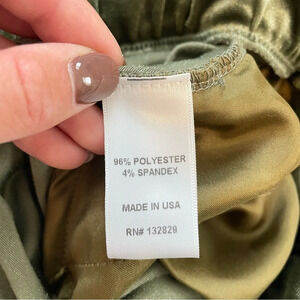 96% POLYESTER
4% SPANDEX
MADE IN USA
RN# 132829